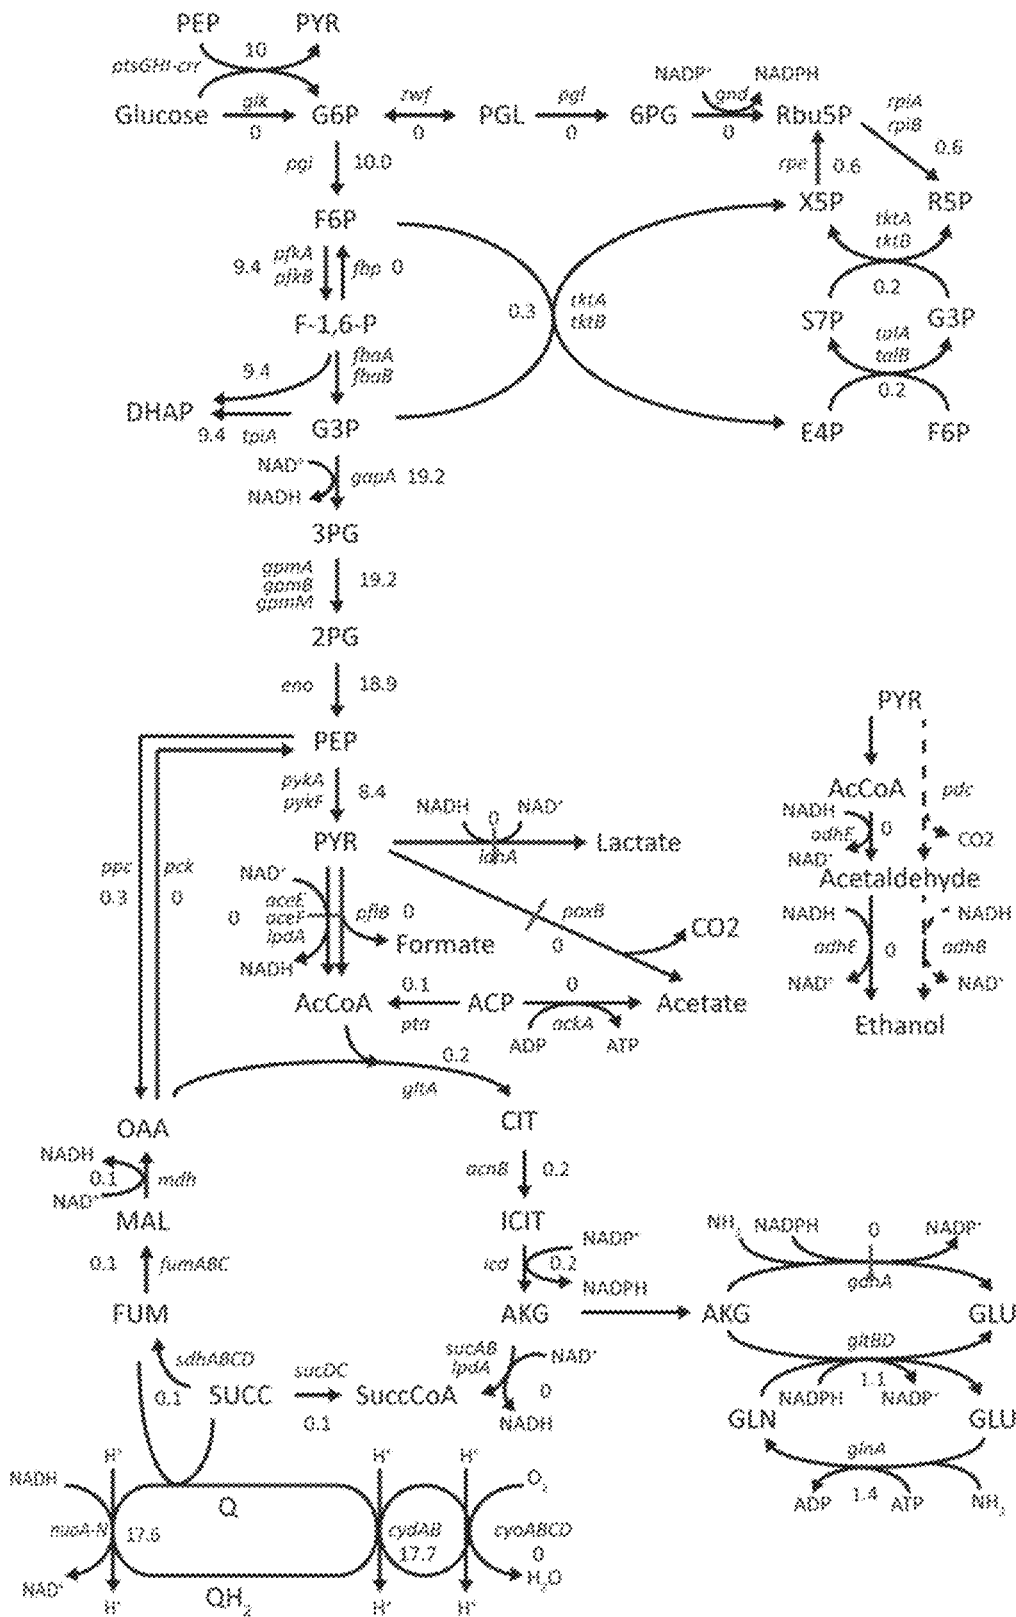 PEP PYR
10
ptsGHI-crr
Glucose glk 0 G6P zwf 0 PGL pgl 0 6PG NADP+ gnd NADPH 0 Rbu5P rpiA
rpiB
0.6
pgi 10.0
rpe 0.6
F6P X5P R5P
9.4 pfkA
pfkB
fbp 0
tktA
tktB
0.2
F-1,6-P
0.3 tktA
tktB
S7P G3P
9.4 fbaA
fbaB
talA
talB
0.2
DHAP
9.4 tpiA
G3P E4P F6P
NAD+
NADH
gapA 19.2
3PG
gpmA
gpmB
gpmM
19.2
2PG
eno 18.9
PEP PYR
pykA
pykF
8.4
AcCoA pdc
NADH
adhE 0
NAD+
CO2
PYR NADH 0 NAD+
ldhA
Lactate
Acetaldehyde
ppc
0.3
pck
0
NAD+
0 aceE
aceF
lpdA
NADH
pflB 0
Formate
poxB
0
CO2
NADH
adhE 0
NAD+
NADH
adhB
NAD+
AcCoA 0.1
pta
ACP 0
ackA
ADP ATP
Acetate
Ethanol
0.2
gltA
OAA CIT
NADH
0.1 mdh
NAD+
acnB 0.2
MAL ICIT
0.1 fumABC
icd NADP+
0.2
NADPH
NH3 NADPH 0 NADP+
gdhA
FUM AKG AKG GLU
sdhABCD
0.1
SUCC sucDC
0.1
SuccCoA
sucAB
lpdA
NAD+
0
NADH
gltBD
NADPH 1.1 NADP+
GLN GLU
glnA
ADP 1.4 ATP NH3
H+ H+ H+
NADH Q O2
nuoA-N 17.6 cydAB
17.7
cyoABCD
0
NAD+ QH2 H2O
H+ H+ H+